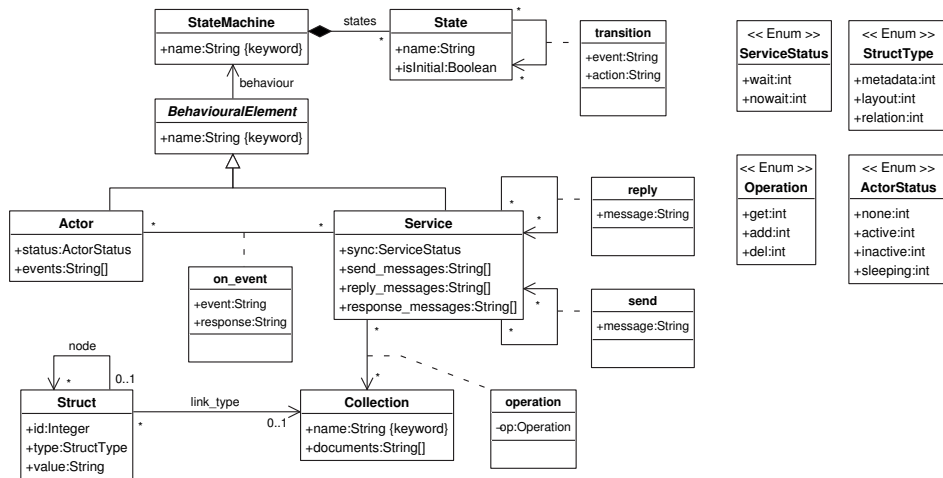 StateMachine
+name:String {keyword}
states
*
State
+name:String
+isInitial:Boolean
*
*
transition
+event:String
+action:String
<< Enum >>
ServiceStatus
+wait:int
+nowait:int
<< Enum >>
StructType
+metadata:int
+layout:int
+relation:int
behaviour
BehaviouralElement
+name:String {keyword}
<< Enum >>
Operation
+get:int
+add:int
+del:int
<< Enum >>
ActorStatus
+none:int
+active:int
+inactive:int
+sleeping:int
Actor
+status:ActorStatus
+events:String[]
*
*
Service
+sync:ServiceStatus
+send_messages:String[]
+reply_messages:String[]
+response_messages:String[]
*
*
reply
+message:String
on_event
+event:String
+response:String
*
*
send
+message:String
*
*
node
*
0..1
Struct
+id:Integer
+type:StructType
+value:String
link_type
*
0..1
Collection
+name:String {keyword}
+documents:String[]
operation
-op:Operation